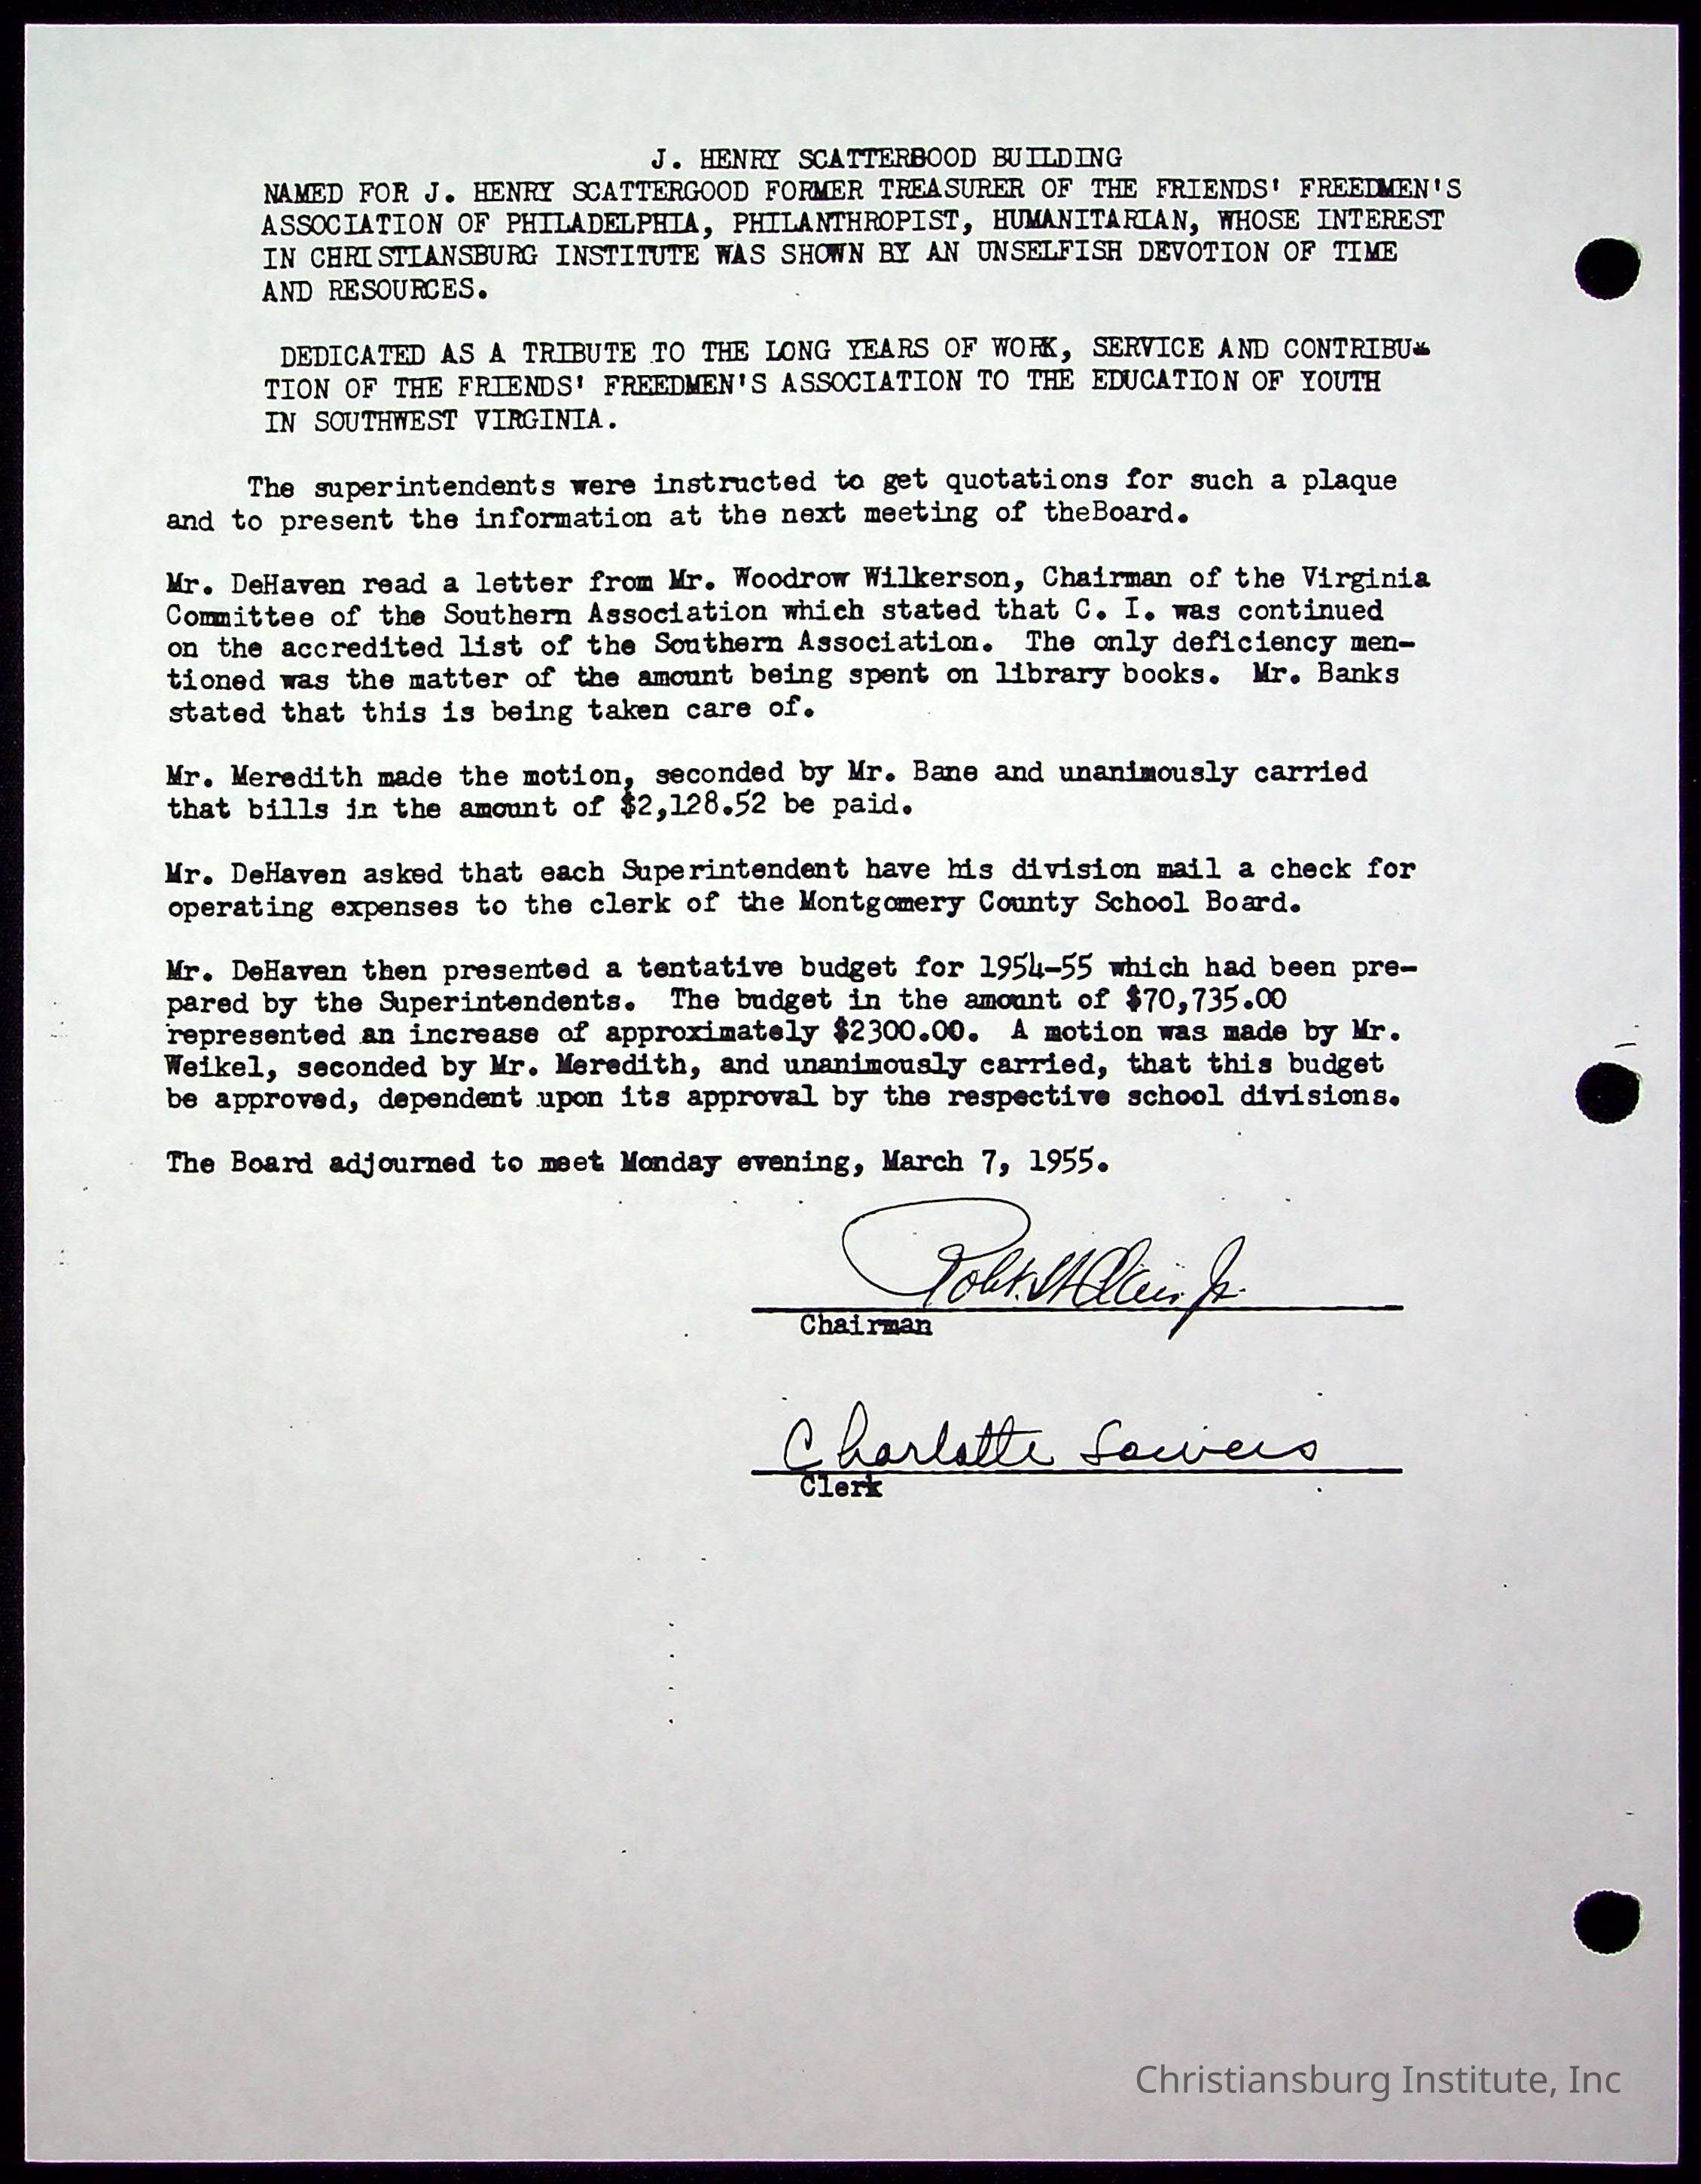 J. HENRY SCATTERBOOD BUILDING
NAMED FOR J. HENRY SCATTERGOOD FORMER TREASURER OF THE FRIENDS' FREEDMEN'S
ASSOCIATION OF PHILADELPHIA, PHILANTHROPIST, HUMANITARIAN, WHOSE INTEREST
IN CHRISTIANSBURG INSTITUTE WAS SHOWN BY AN UNSELFISH DEVOTION OF TIME
AND RESOURCES.
DEDICATED AS A TRIBUTE TO THE LONG YEARS OF WORK, SERVICE AND CONTRIBU-
TION OF THE FRIENDS' FREEDMEN'S ASSOCIATION TO THE EDUCATION OF YOUTH
IN SOUTHWEST VIRGINIA.
The superintendents were instructed to get quotations for such a plaque
and to present the information at the next meeting of theBoard.
Mr. DeHaven read a letter from Mr. Woodrow Wilkerson, Chairman of the Virginia
Committee of the Southern Association which stated that C. I. was continued
on the accredited list of the Southern Association. The only deficiency men-
tioned was the matter of the amount being spent on library books. Mr. Banks
stated that this is being taken care of.
Mr. Meredith made the motion, seconded by Mr. Bane and unanimously carried
that bills in the amount of $2,128.52 be paid.
Mr. DeHaven asked that each Superintendent have his division mail a check for
operating expenses to the clerk of the Montgomery County School Board.
Mr. DeHaven then presented a tentative budget for 1954-55 which had been pre-
pared by the Superintendents. The budget in the amount of $70,735.00
represented an increase of approximately $2300.00. A motion was made by Mr.
Weikel, seconded by Mr. Meredith, and unanimously carried, that this budget
be approved, dependent upon its approval by the respective school divisions.
The Board adjourned to meet Monday evening, March 7, 1955.
Jr.
Chairman
Charlotte Sowers
Clerk
Christiansburg Institute, Inc